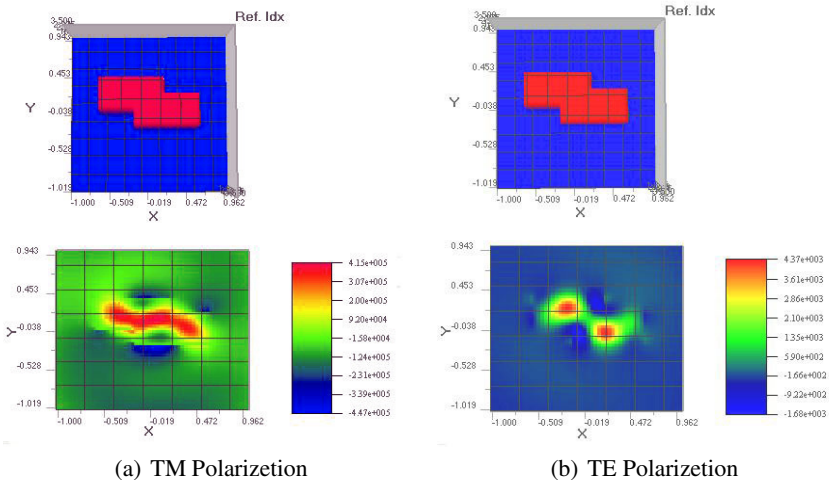 Ref. Idx
3.500
0.943
0.453
Y
-0.038
-0.528
-1.019
-1.000 -0.509 -0.019 0.472 0.962
X
Ref. Idx
3.500
0.943
0.453
Y
-0.038
-0.528
-1.019
-1.000 -0.509 -0.019 0.472 0.962
X
0.943
0.453
Y
-0.038
-0.528
-1.019
-1.000 -0.509 -0.019 0.472 0.962
X
4.15e+005
3.07e+005
2.00e+005
9.20e+004
-1.58e+004
-1.24e+005
-2.31e+005
-3.39e+005
-4.47e+005
0.943
0.453
Y
-0.038
-0.528
-1.019
-1.000 -0.509 -0.019 0.472 0.962
X
4.37e+003
3.61e+003
2.86e+003
2.10e+003
1.35e+003
5.90e+002
-1.66e+002
-9.22e+002
-1.68e+003
(a) TM Polarizetion
(b) TE Polarizetion